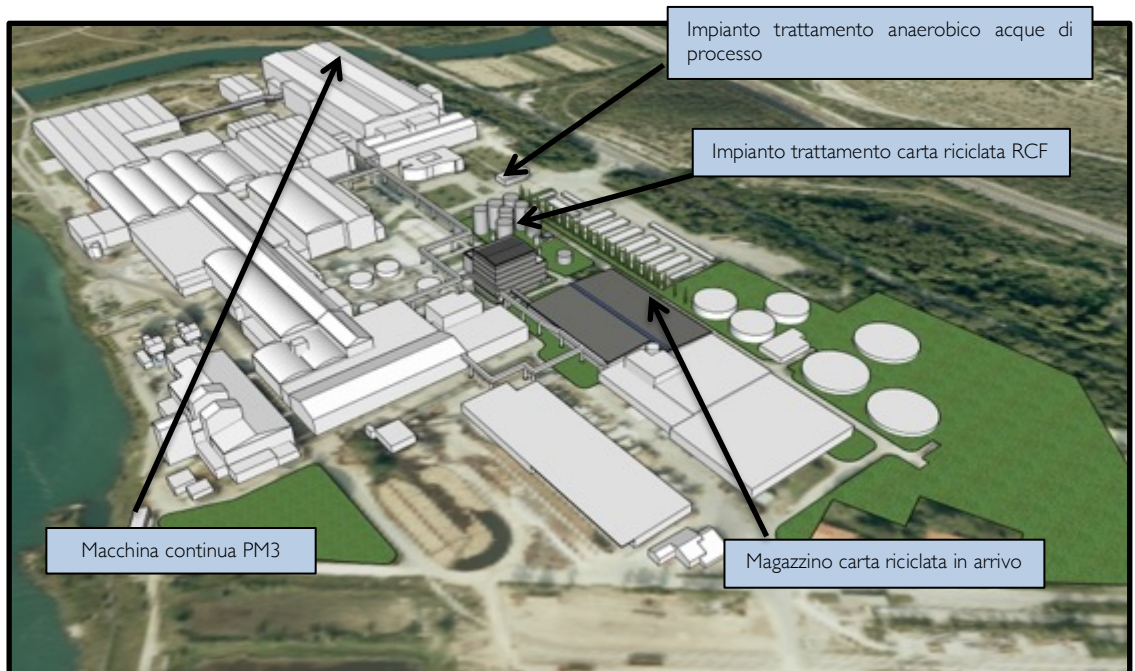 Impianto trattamento anaerobico acque di
processo
Impianto trattamento carta riciclata RCF
Macchina continua PM3
Magazzino carta riciclata in arrivo